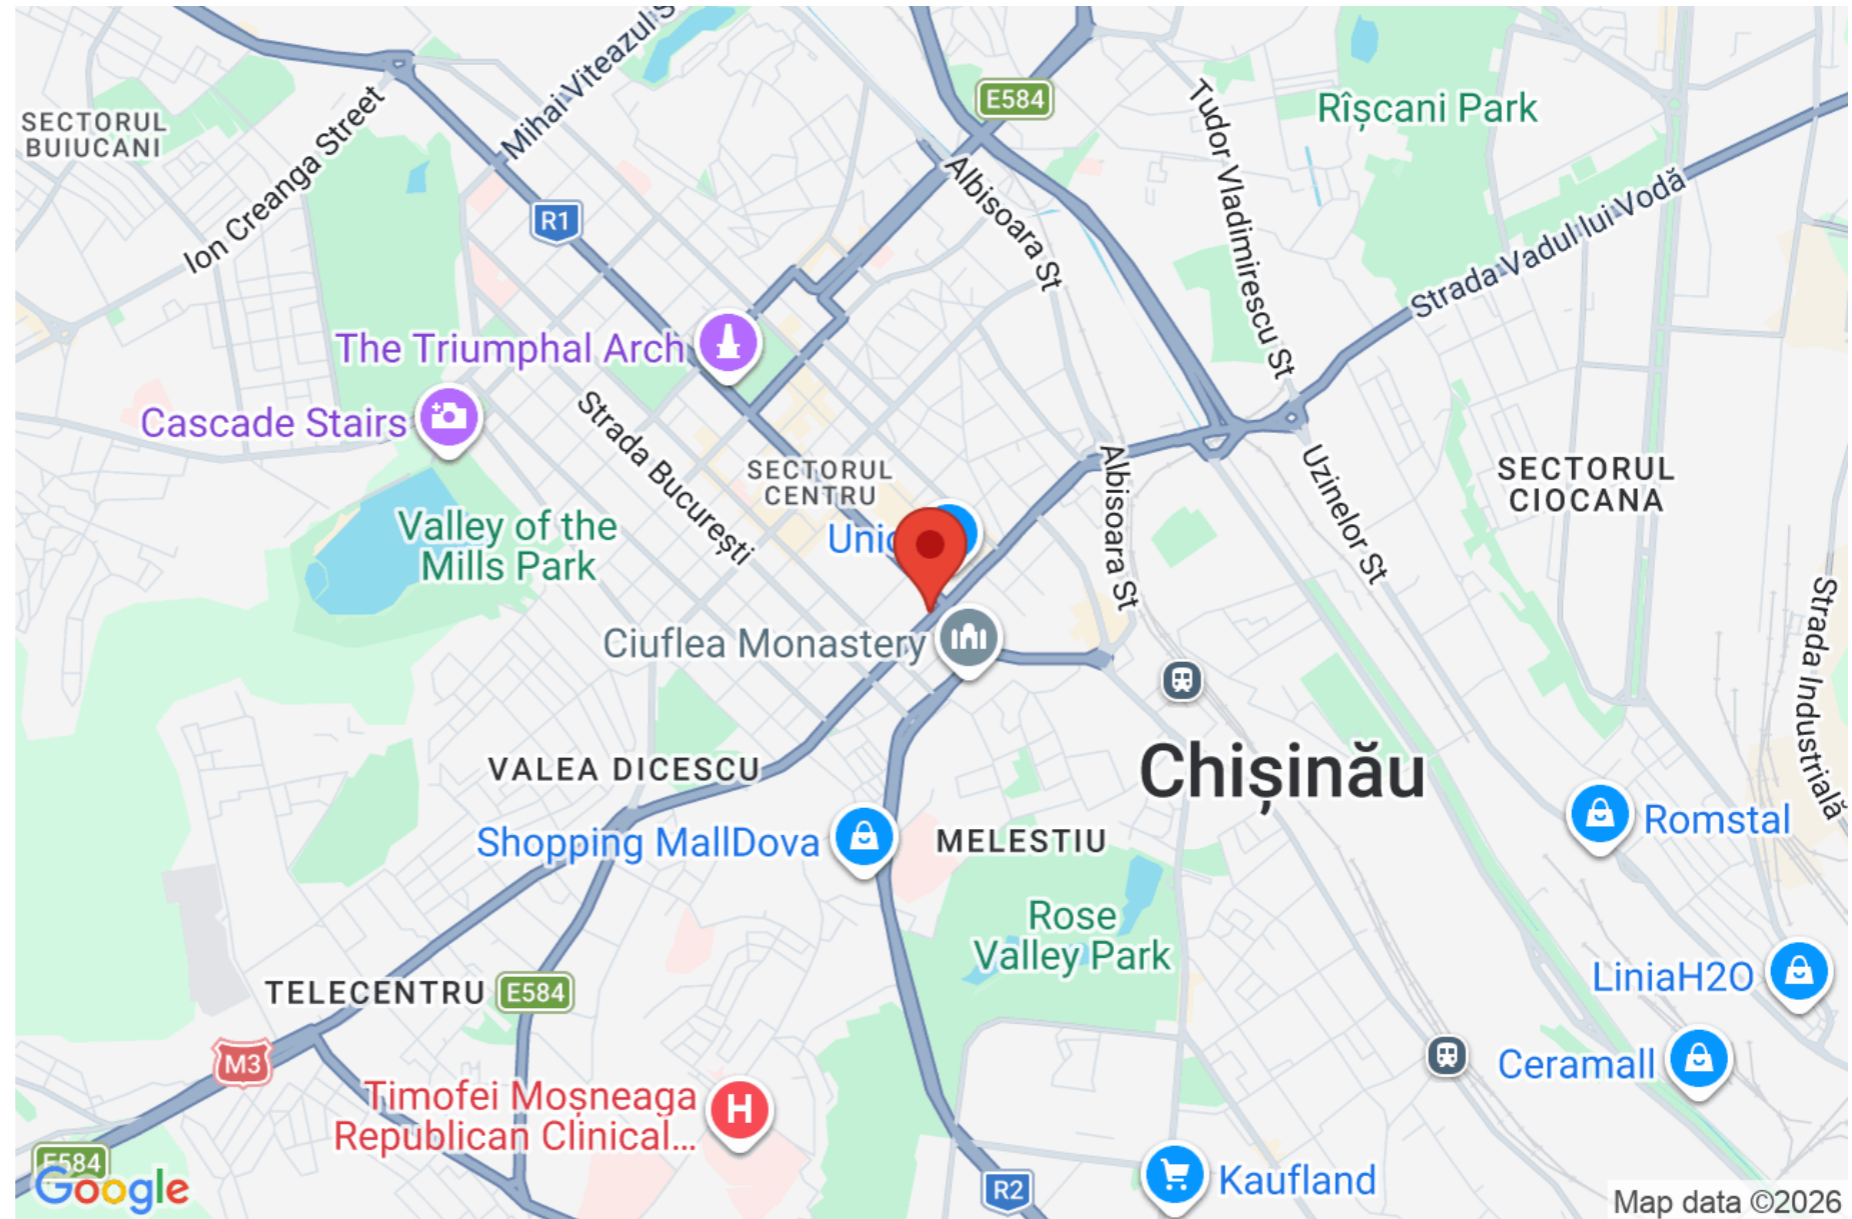 Mihai Viteazul S
E584
Rîșcani Park
SECTORUL
BUIUCANI
Ion Creanga Street
Tudor Vladimirescu St
Albisoara St
R1
Strada Vadul lui Vodă
The Triumphal Arch
Cascade Stairs
Strada București
SECTORUL
CENTRU
Albisoara St
Uzinelor St
SECTORUL
CIOCANA
Valley of the
Mills Park
Unic
Strada Industrială
Ciuflea Monastery
Chișinău
VALEA DICESCU
Shopping MallDova
MELESTIU
Romstal
Rose
Valley Park
TELECENTRU
E584
LiniaH2O
M3
Ceramall
Timofei Moșneaga
Republican Clinical...
H
E584
Google
R2
Kaufland
Map data ©2026